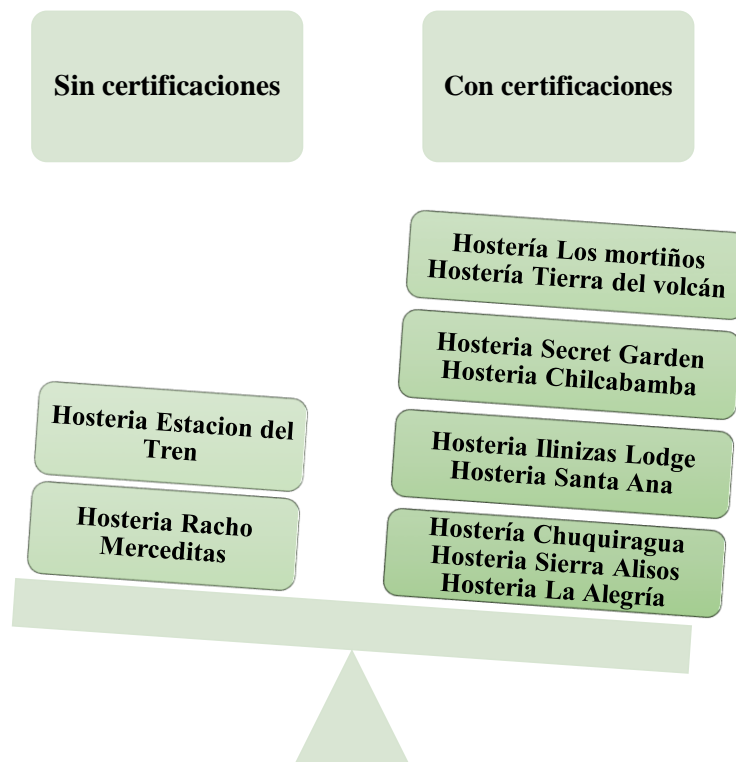 Sin certificaciones
Con certificaciones
Hosteria Estacion del
Tren
Hosteria Racho
Merceditas
Hostería Los mortiños
Hostería Tierra del volcán
Hosteria Secret Garden
Hosteria Chilcabamba
Hosteria Ilinizas Lodge
Hosteria Santa Ana
Hostería Chuquiragua
Hosteria Sierra Alisos
Hosteria La Alegría